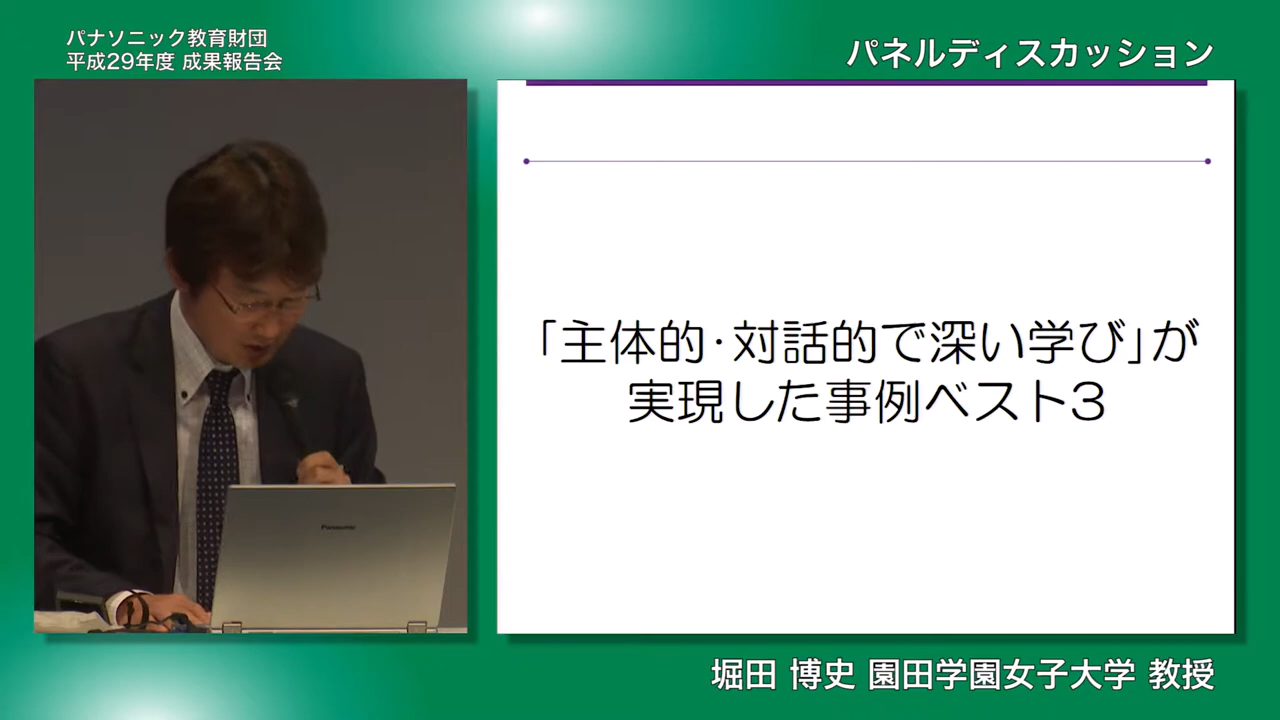 パナソニック教育財団
平成29年度 成果報告会
パネルディスカッション
「主体的・対話的で深い学び」が
実現した事例ベスト3
Panasonic
堀田 博史 園田学園女子大学 教授